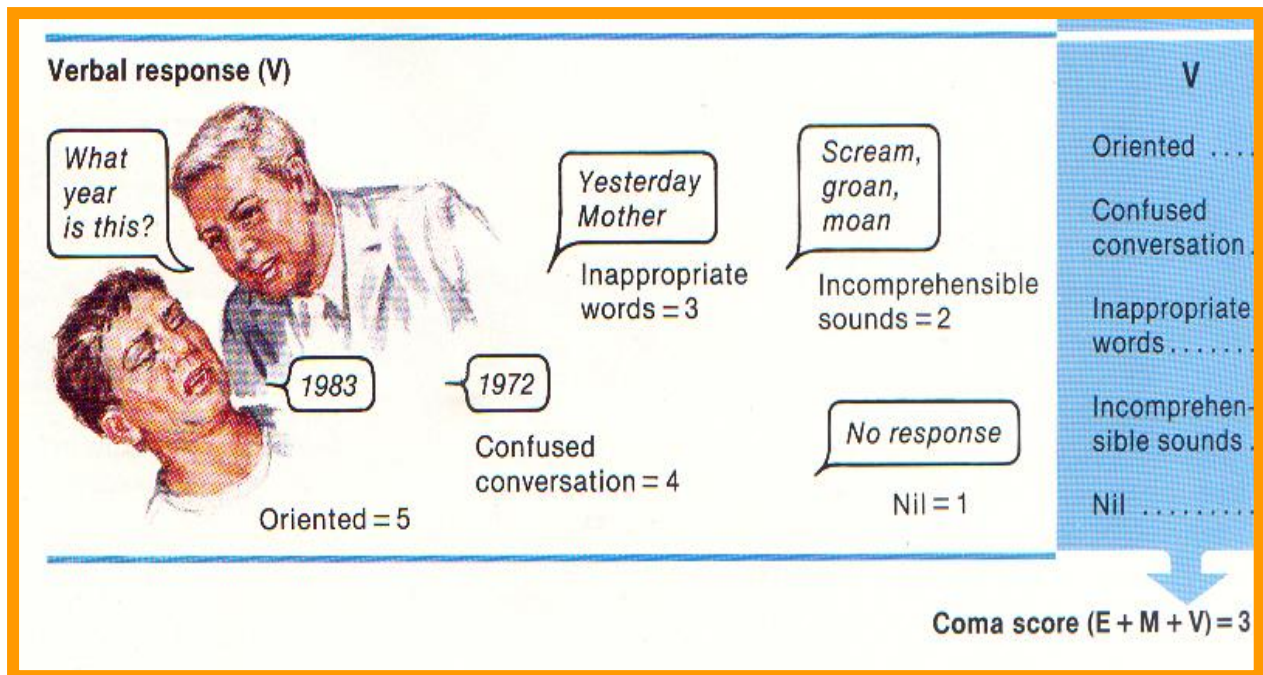 Verbal response (V)
What
year
is this?
1983
Oriented = 5
1972
Confused
conversation = 4
Yesterday
Mother
Inappropriate
words = 3
Scream,
groan,
moan
Incomprehensible
sounds = 2
No response
Nil = 1
V
Oriented ....
Confused
conversation .
Inappropriate
words.......
Incomprehen-
sible sounds .
Nil .........
Coma score (E + M + V) = 3